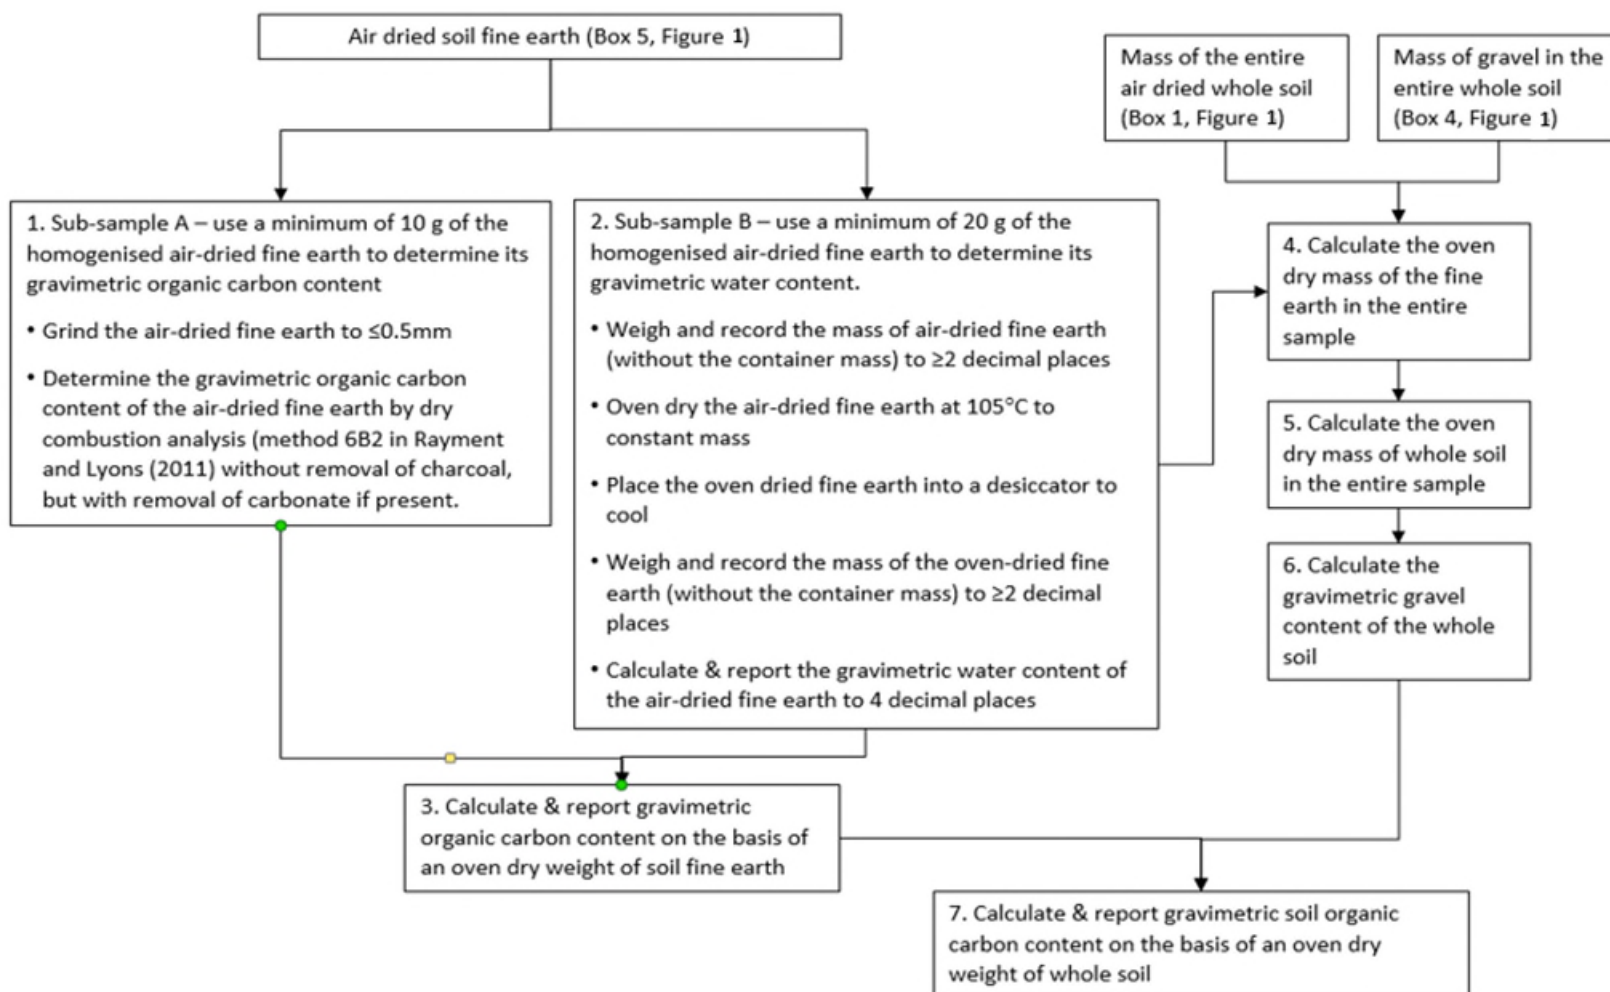 Air dried soil fine earth (Box 5, Figure 1)
Mass of the entire
air dried whole soil
(Box 1, Figure 1)
Mass of gravel in the
entire whole soil
(Box 4, Figure 1)
1. Sub-sample A – use a minimum of 10 g of the
homogenised air-dried fine earth to determine its
gravimetric organic carbon content
• Grind the air-dried fine earth to ≤0.5mm
• Determine the gravimetric organic carbon
content of the air-dried fine earth by dry
combustion analysis (method 6B2 in Rayment
and Lyons (2011) without removal of charcoal,
but with removal of carbonate if present.
2. Sub-sample B – use a minimum of 20 g of the
homogenised air-dried fine earth to determine its
gravimetric water content.
• Weigh and record the mass of air-dried fine earth
(without the container mass) to ≥2 decimal places
• Oven dry the air-dried fine earth at 105°C to
constant mass
• Place the oven dried fine earth into a desiccator to
cool
• Weigh and record the mass of the oven-dried fine
earth (without the container mass) to ≥2 decimal
places
• Calculate & report the gravimetric water content of
the air-dried fine earth to 4 decimal places
3. Calculate & report gravimetric
organic carbon content on the basis of
an oven dry weight of soil fine earth
4. Calculate the oven
dry mass of the fine
earth in the entire
sample
5. Calculate the oven
dry mass of whole soil
in the entire sample
6. Calculate the
gravimetric gravel
content of the whole
soil
7. Calculate & report gravimetric soil organic
carbon content on the basis of an oven dry
weight of whole soil